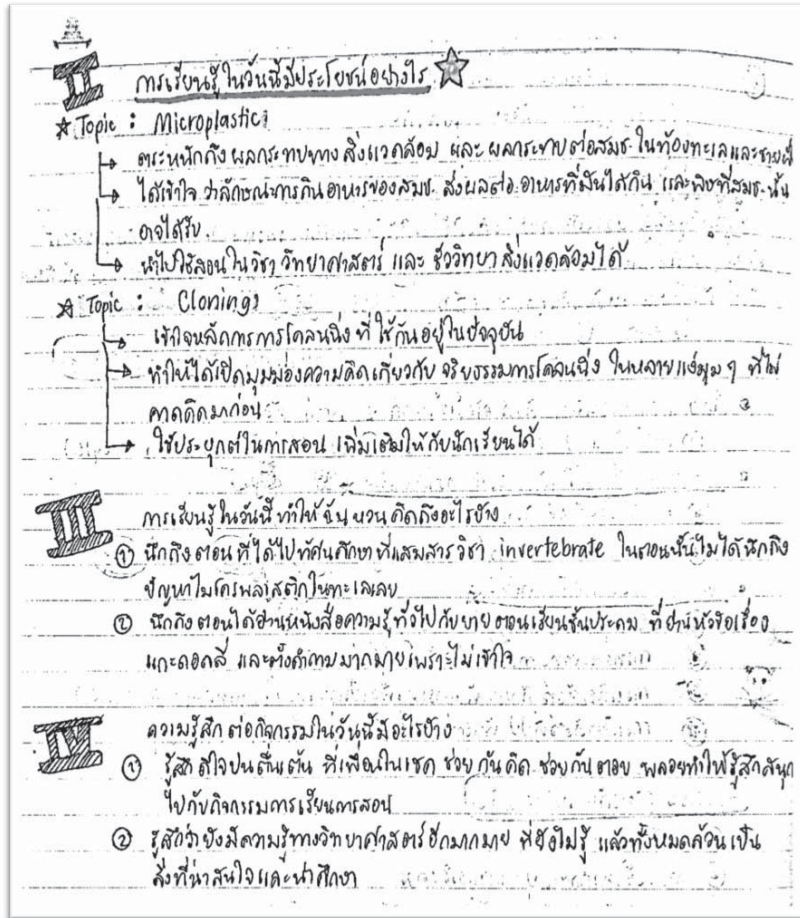 II การเรียนรู้ในวันนี้มีประโยชน์อย่างไร
Topic : Microplastic
ตระหนักถึงผลกระทบทางสิ่งแวดล้อม และ ผลกระทบต่อสมช. ในท้องทะเลและชายฝั่ง
ได้เข้าใจ ว่าลักษณะการกินอาหารของสมช. ส่งผลต่อ อาหารที่มันได้กิน และพิษที่สมช. นั้น
อาจได้รับ
นำไปใช้สอนในวิชา วิทยาศาสตร์ และ ชีววิทยา สิ่งแวดล้อมได้
Topic : Cloning
เข้าใจหลักการการโคลนนิ่ง ที่ใช้กันอยู่ในปัจจุบัน
ทำให้ได้เปิดมุมมองความคิดเกี่ยวกับ จริยธรรมการโคลนนิ่ง ในหลายแง่มุมๆ ที่ไม่
คาดคิดมาก่อน
ใช้ประยุกต์ในการสอน เพิ่มเติมให้กับนักเรียนได้
III การเรียนรู้ในวันนี้ ทำให้ฉันหวนคิดถึงอะไรบ้าง
① นึกถึงตอนที่ได้ไปทัศนศึกษาที่แสมสารวิชา invertebrate ในตอนนั้นไม่ได้นึกถึง
ปัญหาไมโครพลาสติกในทะเลเลย
② นึกถึงตอนได้อ่านหนังสือความรู้ทั่วไปกับยายตอนเรียนชั้นประถม ที่อ่านหัวข้อเรื่อง
แกะดอลลี่ และตั้งคำถามมากมายเพราะไม่เข้าใจ
IV ความรู้สึก ต่อกิจกรรมในวันนี้มีอะไรบ้าง
① รู้สึกดีใจปนตื่นเต้น ที่เพื่อนในเซค ช่วยกันคิด ช่วยกันตอบ พลอยทำให้รู้สึกสนุก
ไปกับกิจกรรมการเรียนการสอน
② รู้สึกว่ายังมีความรู้ทางวิทยาศาสตร์อีกมากมาย ที่ยังไม่รู้ แล้วทั้งหมดล้วนเป็น
สิ่งที่น่าสนใจและน่าศึกษา